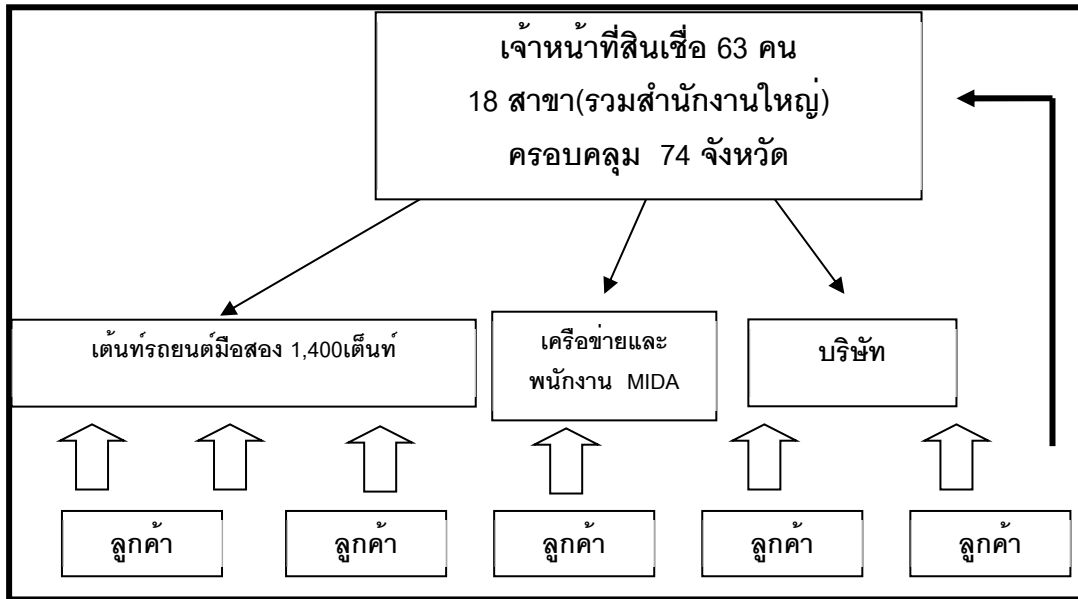 เจ้าหน้าที่สินเชื่อ 63 คน
18 สาขา(รวมสำนักงานใหญ่)
ครอบคลุม 74 จังหวัด
เต้นท์รถยนต์มือสอง 1,400เต็นท์
เครือข่ายและ
พนักงาน MIDA
บริษัท
ลูกค้า
ลูกค้า
ลูกค้า
ลูกค้า
ลูกค้า